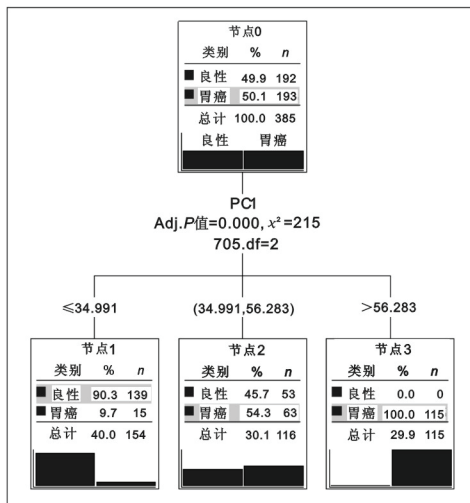 节点0
类别 % n
良性 49.9 192
胃癌 50.1 193
总计 100.0 385
良性 胃癌
PC1
Adj.P值=0.000, x²=215
705.df=2
≤34.991 (34.991,56.283) >56.283
节点1 节点2 节点3
类别 % n 类别 % n 类别 % n
良性 90.3 139 良性 45.7 53 良性 0.0 0
胃癌 9.7 15 胃癌 54.3 63 胃癌 100.0 115
总计 40.0 154 总计 30.1 116 总计 29.9 115